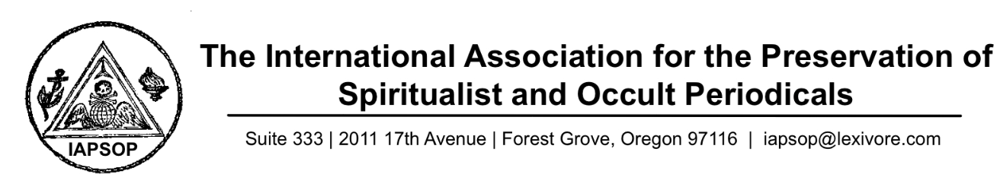 The International Association for the Preservation of
Spiritualist and Occult Periodicals
Suite 333 | 2011 17th Avenue | Forest Grove, Oregon 97116 | iapsop@lexivore.com
IAPSOP